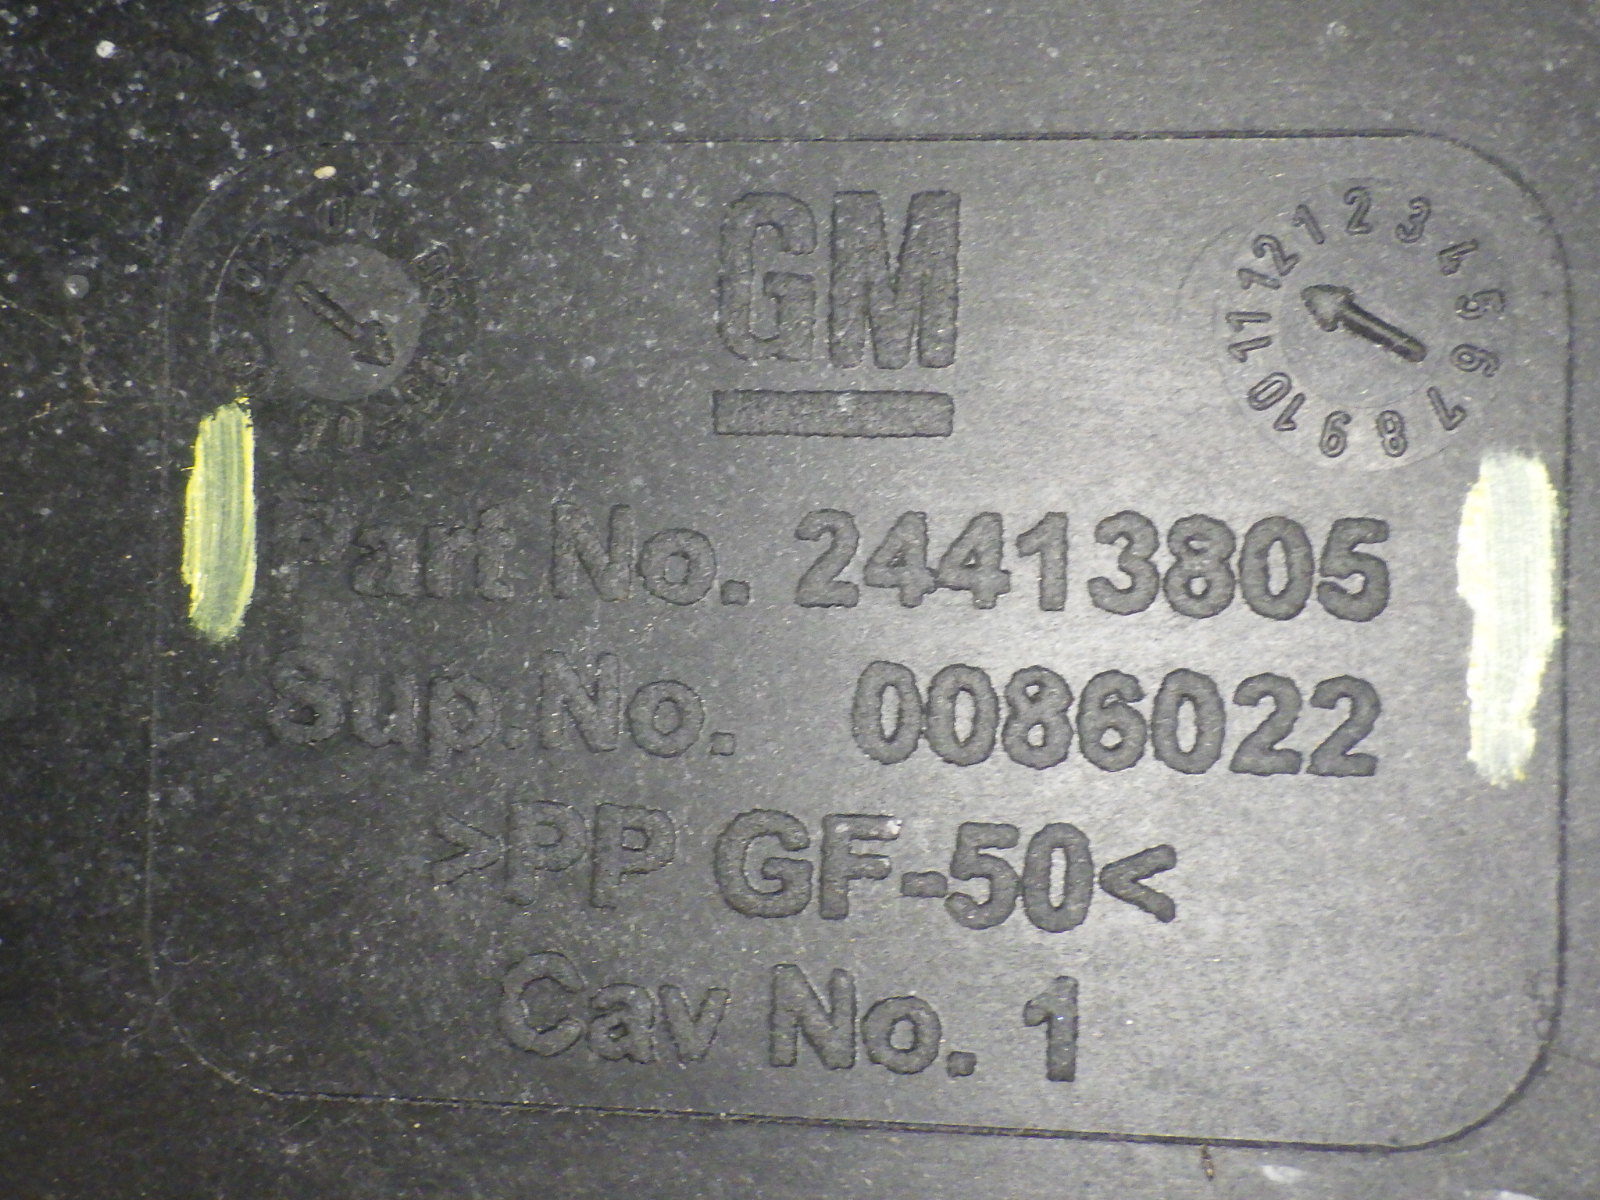 GM
1 2 3 4 5 6 7 8 9 10 11 12
Part No. 24413805
Sup.No. 0086022
>PP GF-50<
Cav No. 1